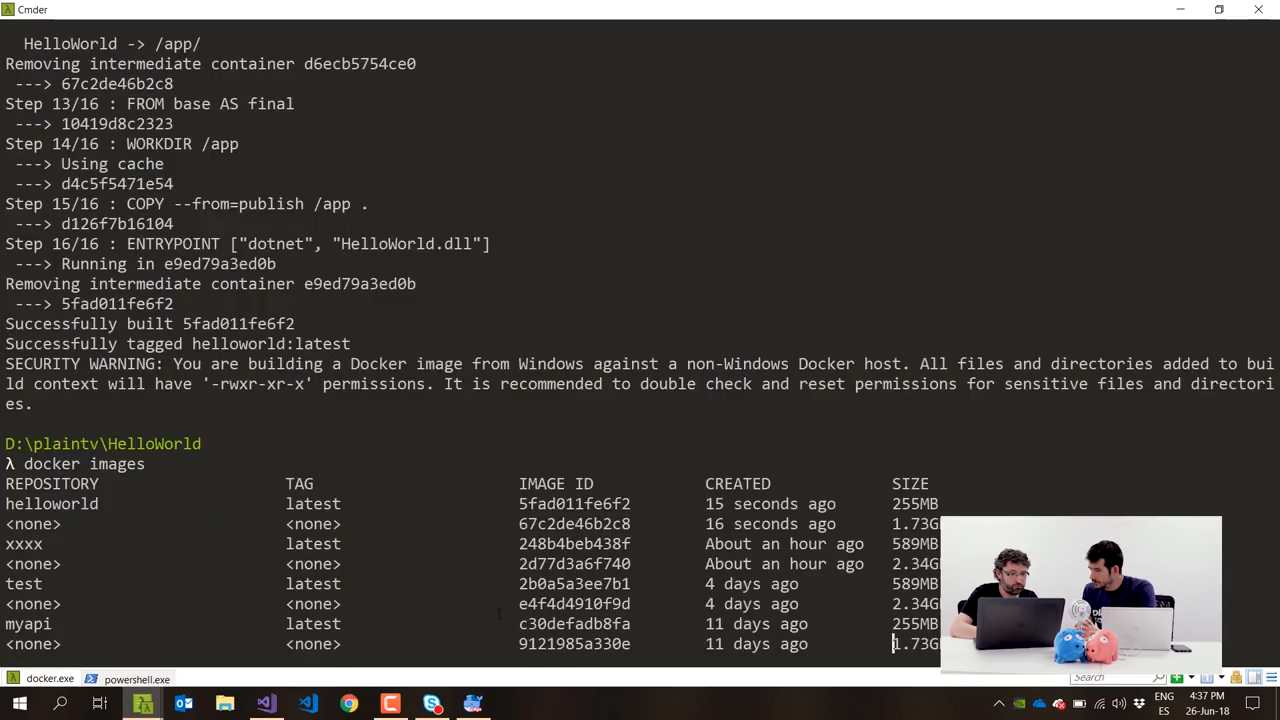 Cmder
HelloWorld -> /app/
Removing intermediate container d6ecb5754ce0
---> 67c2de46b2c8
Step 13/16 : FROM base AS final
---> 10419d8c2323
Step 14/16 : WORKDIR /app
---> Using cache
---> d4c5f5471e54
Step 15/16 : COPY --from=publish /app .
---> d126f7b16104
Step 16/16 : ENTRYPOINT ["dotnet", "HelloWorld.dll"]
---> Running in e9ed79a3ed0b
Removing intermediate container e9ed79a3ed0b
---> 5fad011fe6f2
Successfully built 5fad011fe6f2
Successfully tagged helloworld:latest
SECURITY WARNING: You are building a Docker image from Windows against a non-Windows Docker host. All files and directories added to bui
ld context will have '-rwxr-xr-x' permissions. It is recommended to double check and reset permissions for sensitive files and directori
es.
D:\plaintv\HelloWorld
λ docker images
REPOSITORY TAG IMAGE ID CREATED SIZE
helloworld latest 5fad011fe6f2 15 seconds ago 255MB
<none> <none> 67c2de46b2c8 16 seconds ago 1.73G
xxxx latest 248b4beb438f About an hour ago 589MB
<none> <none> 2d77d3a6f740 About an hour ago 2.34G
test latest 2b0a5a3ee7b1 4 days ago 589MB
<none> <none> e4f4d4910f9d 4 days ago 2.34G
myapi latest c30defadb8fa 11 days ago 255MB
<none> <none> 9121985a330e 11 days ago 1.73G
docker.exe powershell.exe Search
ENG 4:37 PM
ES 26-Jun-18